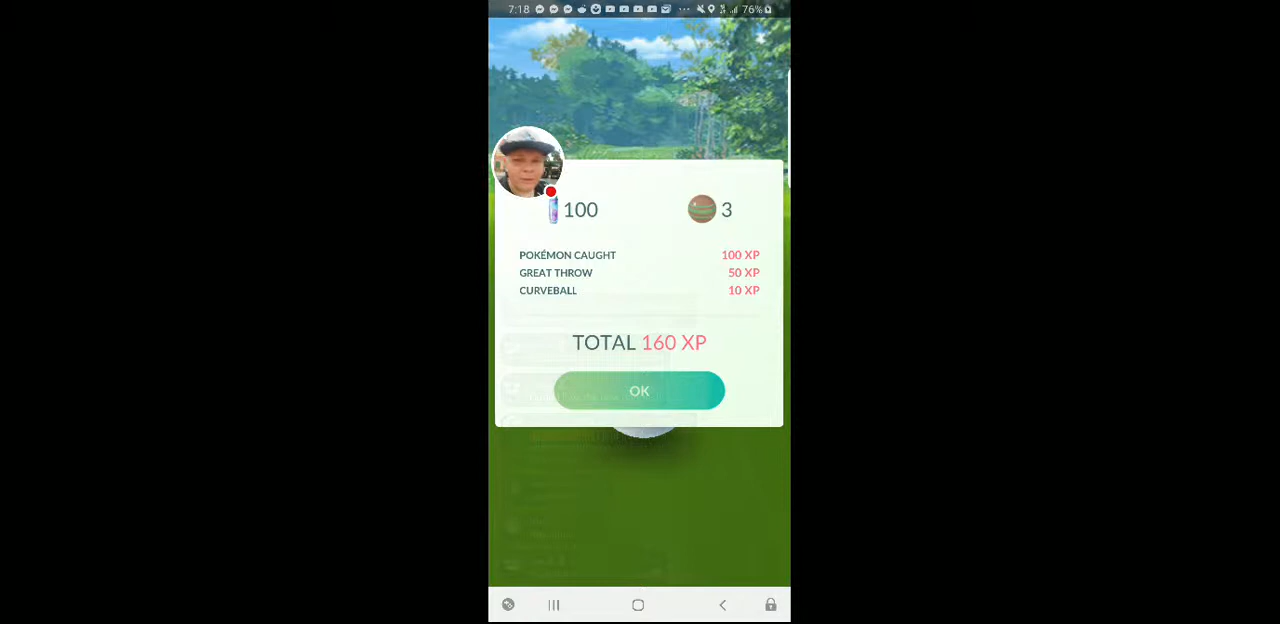 7:18 76%
100 3
POKÉMON CAUGHT 100 XP
GREAT THROW 50 XP
CURVEBALL 10 XP
TOTAL 160 XP
OK